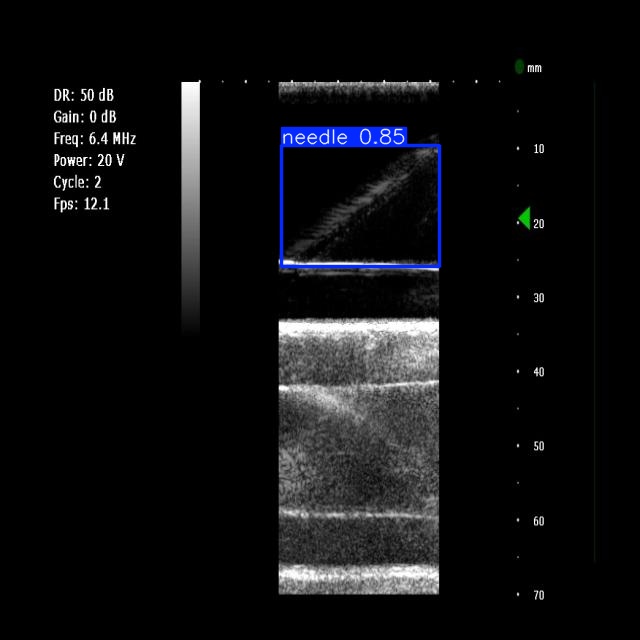 mm
DR: 50 dB
Gain: 0 dB
Freq: 6.4 MHz
Power: 20 V
Cycle: 2
Fps: 12.1
needle 0.85
10
20
30
40
50
60
70